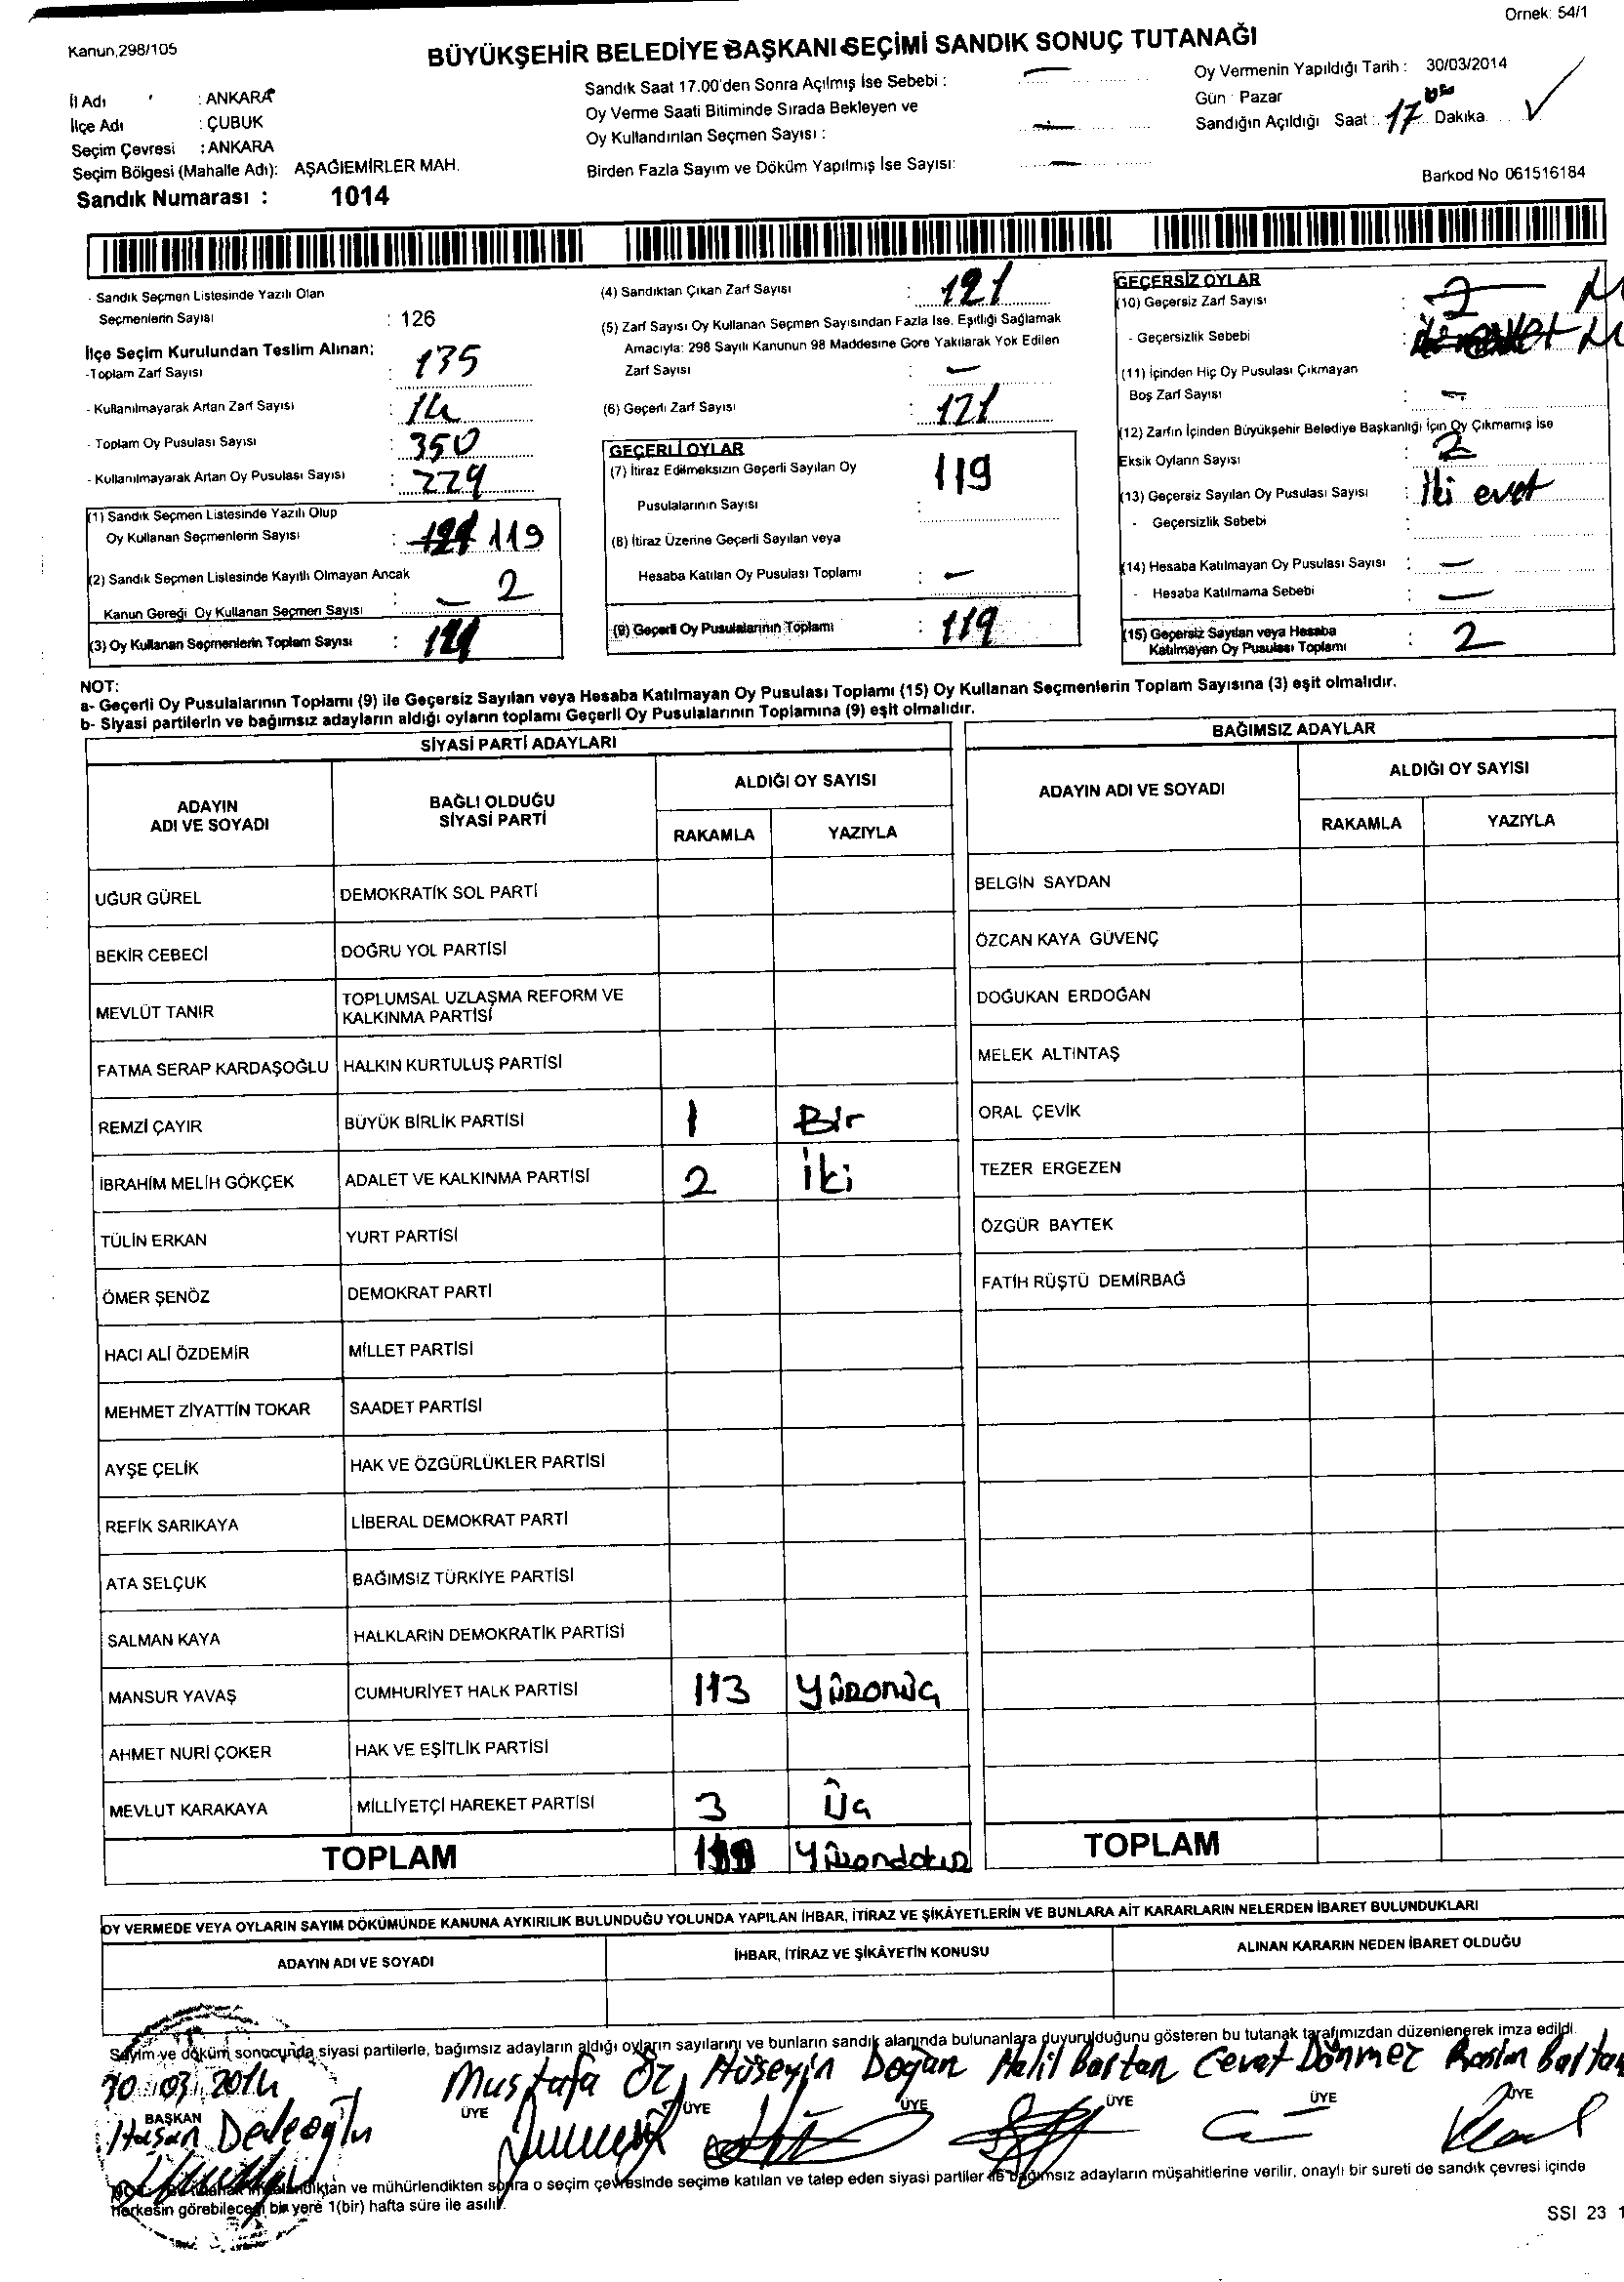 Örnek: 54/1
Kanun,298/105
BÜYÜKŞEHİR BELEDİYE BAŞKANI SEÇİMİ SANDIK SONUÇ TUTANAĞI
İl Adı : ANKARA
İlçe Adı : ÇUBUK
Seçim Çevresi : ANKARA
Seçim Bölgesi (Mahalle Adı): AŞAĞIEMİRLER MAH.
Sandık Numarası : 1014
Sandık Saat 17.00'den Sonra Açılmış İse Sebebi : —
Oy Verme Saati Bitiminde Sırada Bekleyen ve
Oy Kullandırılan Seçmen Sayısı : —
Birden Fazla Sayım ve Döküm Yapılmış İse Sayısı: —
Oy Vermenin Yapıldığı Tarih : 30/03/2014
Gün : Pazar
Sandığın Açıldığı Saat : 17 Dakika
Barkod No 061516184
- Sandık Seçmen Listesinde Yazılı Olan
Seçmenlerin Sayısı : 126
İlçe Seçim Kurulundan Teslim Alınan;
-Toplam Zarf Sayısı : 135
- Kullanılmayarak Artan Zarf Sayısı : 14
- Toplam Oy Pusulası Sayısı : 350
- Kullanılmayarak Artan Oy Pusulası Sayısı : 229
(1) Sandık Seçmen Listesinde Yazılı Olup
Oy Kullanan Seçmenlerin Sayısı : 119
(2) Sandık Seçmen Listesinde Kayıtlı Olmayan Ancak
Kanun Gereği Oy Kullanan Seçmen Sayısı : — 2
(3) Oy Kullanan Seçmenlerin Toplam Sayısı : 121
(4) Sandıktan Çıkan Zarf Sayısı : 121
(5) Zarf Sayısı Oy Kullanan Seçmen Sayısından Fazla İse, Eşitliği Sağlamak
Amacıyla: 298 Sayılı Kanunun 98 Maddesine Göre Yakılarak Yok Edilen
Zarf Sayısı : —
(6) Geçerli Zarf Sayısı : 121
GEÇERLİ OYLAR
(7) İtiraz Edilmeksizin Geçerli Sayılan Oy
Pusulalarının Sayısı : 119
(8) İtiraz Üzerine Geçerli Sayılan veya
Hesaba Katılan Oy Pusulası Toplamı : —
(9) Geçerli Oy Pusulalarının Toplamı : 119
GEÇERSİZ OYLAR
(10) Geçersiz Zarf Sayısı : 2
- Geçersizlik Sebebi :
(11) İçinden Hiç Oy Pusulası Çıkmayan
Boş Zarf Sayısı : —
(12) Zarfın İçinden Büyükşehir Belediye Başkanlığı İçin Oy Çıkmamış İse
Eksik Oyların Sayısı : 2
(13) Geçersiz Sayılan Oy Pusulası Sayısı : İki evet
- Geçersizlik Sebebi :
(14) Hesaba Katılmayan Oy Pusulası Sayısı : —
- Hesaba Katılmama Sebebi : —
(15) Geçersiz Sayılan veya Hesaba
Katılmayan Oy Pusulası Toplamı : 2
NOT:
a- Geçerli Oy Pusulalarının Toplamı (9) ile Geçersiz Sayılan veya Hesaba Katılmayan Oy Pusulası Toplamı (15) Oy Kullanan Seçmenlerin Toplam Sayısına (3) eşit olmalıdır.
b- Siyasi partilerin ve bağımsız adayların aldığı oyların toplamı Geçerli Oy Pusulalarının Toplamına (9) eşit olmalıdır.
SİYASİ PARTİ ADAYLARI
ADAYIN ADI VE SOYADI
BAĞLI OLDUĞU SİYASİ PARTİ
ALDIĞI OY SAYISI
RAKAMLA YAZIYLA
UĞUR GÜREL DEMOKRATİK SOL PARTİ
BEKİR CEBECİ DOĞRU YOL PARTİSİ
MEVLÜT TANIR TOPLUMSAL UZLAŞMA REFORM VE
KALKINMA PARTİSİ
FATMA SERAP KARDAŞOĞLU HALKIN KURTULUŞ PARTİSİ
REMZİ ÇAYIR BÜYÜK BİRLİK PARTİSİ 1 Bir
İBRAHİM MELİH GÖKÇEK ADALET VE KALKINMA PARTİSİ 2 İki
TÜLİN ERKAN YURT PARTİSİ
ÖMER ŞENÖZ DEMOKRAT PARTİ
HACI ALİ ÖZDEMİR MİLLET PARTİSİ
MEHMET ZİYATTİN TOKAR SAADET PARTİSİ
AYŞE ÇELİK HAK VE ÖZGÜRLÜKLER PARTİSİ
REFİK SARIKAYA LİBERAL DEMOKRAT PARTİ
ATA SELÇUK BAĞIMSIZ TÜRKİYE PARTİSİ
SALMAN KAYA HALKLARIN DEMOKRATİK PARTİSİ
MANSUR YAVAŞ CUMHURİYET HALK PARTİSİ 113 Yüzonüç
AHMET NURİ ÇOKER HAK VE EŞİTLİK PARTİSİ
MEVLUT KARAKAYA MİLLİYETÇİ HAREKET PARTİSİ 3 Üç
TOPLAM 119 Yüzondokuz
BAĞIMSIZ ADAYLAR
ADAYIN ADI VE SOYADI
ALDIĞI OY SAYISI
RAKAMLA YAZIYLA
BELGİN SAYDAN
ÖZCAN KAYA GÜVENÇ
DOĞUKAN ERDOĞAN
MELEK ALTINTAŞ
ORAL ÇEVİK
TEZER ERGEZEN
ÖZGÜR BAYTEK
FATİH RÜŞTÜ DEMİRBAĞ
TOPLAM
OY VERMEDE VEYA OYLARIN SAYIM DÖKÜMÜNDE KANUNA AYKIRILIK BULUNDUĞU YOLUNDA YAPILAN İHBAR, İTİRAZ VE ŞİKÂYETLERİN VE BUNLARA AİT KARARLARIN NELERDEN İBARET BULUNDUKLARI
ADAYIN ADI VE SOYADI İHBAR, İTİRAZ VE ŞİKÂYETİN KONUSU ALINAN KARARIN NEDEN İBARET OLDUĞU
Sayım ve döküm sonucunda siyasi partilerle, bağımsız adayların aldığı oyların sayılarını ve bunların sandık alanında bulunanlara duyurulduğunu gösteren bu tutanak tarafımızdan düzenlenerek imza edildi.
30 03 2014 Mustafa Öz Hüseyin Doğan Halil Bartan Cevat Dönmez Rasim Bartan
BAŞKAN ÜYE ÜYE ÜYE ÜYE ÜYE ÜYE
Hasan Dedeoğlu
ve mühürlendikten sonra o seçim çevresinde seçime katılan ve talep eden siyasi partiler ile bağımsız adayların müşahitlerine verilir, onaylı bir sureti de sandık çevresi içinde
herkesin görebileceği bir yere 1(bir) hafta süre ile asılır.
SSI 23 1